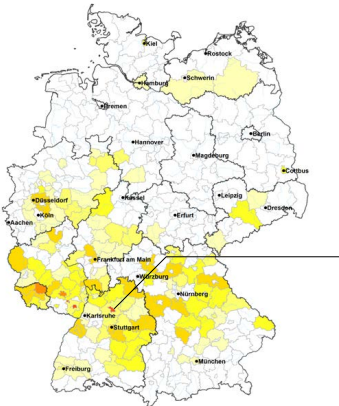 Kiel
Rostock
Hamburg
Schwerin
Bremen
Berlin
Hannover
Magdeburg
Cottbus
Düsseldorf
Kassel
Leipzig
Dresden
Köln
Erfurt
Aachen
Frankfurt am Main
Würzburg
Nürnberg
Karlsruhe
Stuttgart
München
Freiburg